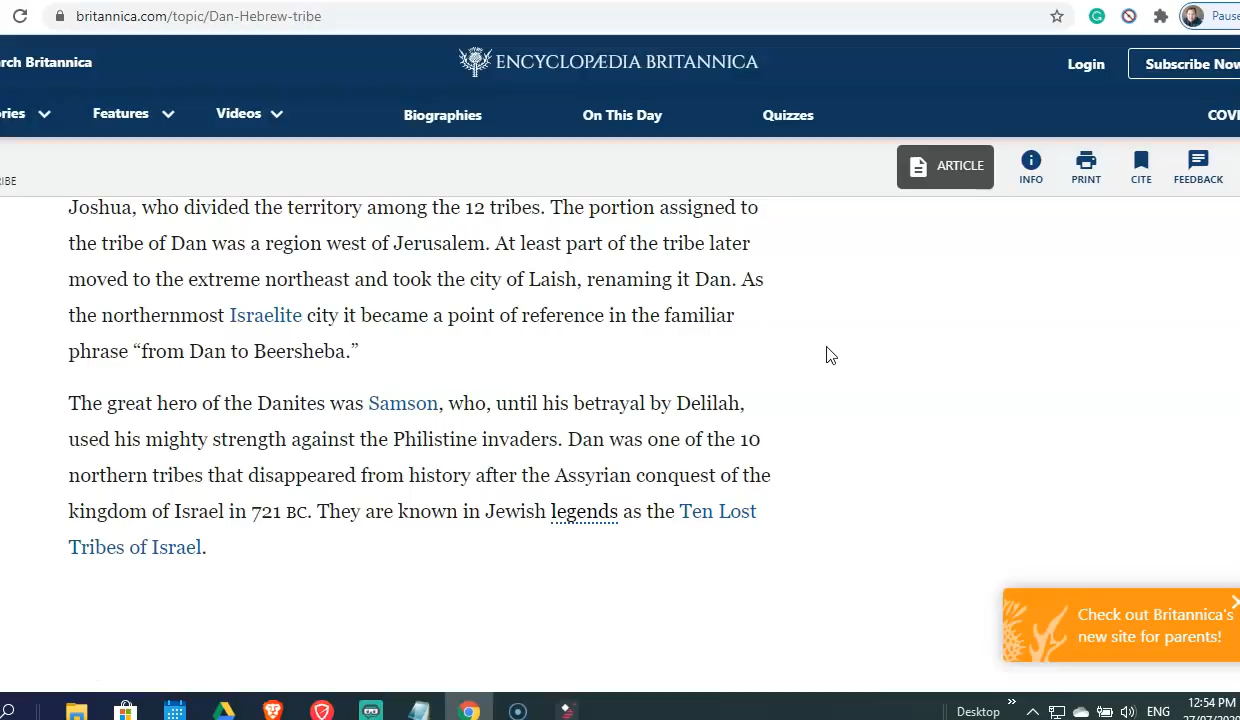 britannica.com/topic/Dan-Hebrew-tribe
Pause
rch Britannica
ENCYCLOPÆDIA BRITANNICA
Login
Subscribe Now
ries
Features
Videos
Biographies
On This Day
Quizzes
COVI
RIBE
ARTICLE
INFO
PRINT
CITE
FEEDBACK
Joshua, who divided the territory among the 12 tribes. The portion assigned to
the tribe of Dan was a region west of Jerusalem. At least part of the tribe later
moved to the extreme northeast and took the city of Laish, renaming it Dan. As
the northernmost Israelite city it became a point of reference in the familiar
phrase “from Dan to Beersheba.”
The great hero of the Danites was Samson, who, until his betrayal by Delilah,
used his mighty strength against the Philistine invaders. Dan was one of the 10
northern tribes that disappeared from history after the Assyrian conquest of the
kingdom of Israel in 721 BC. They are known in Jewish legends as the Ten Lost
Tribes of Israel.
Check out Britannica's
new site for parents!
Desktop
ENG
12:54 PM
27/07/2020